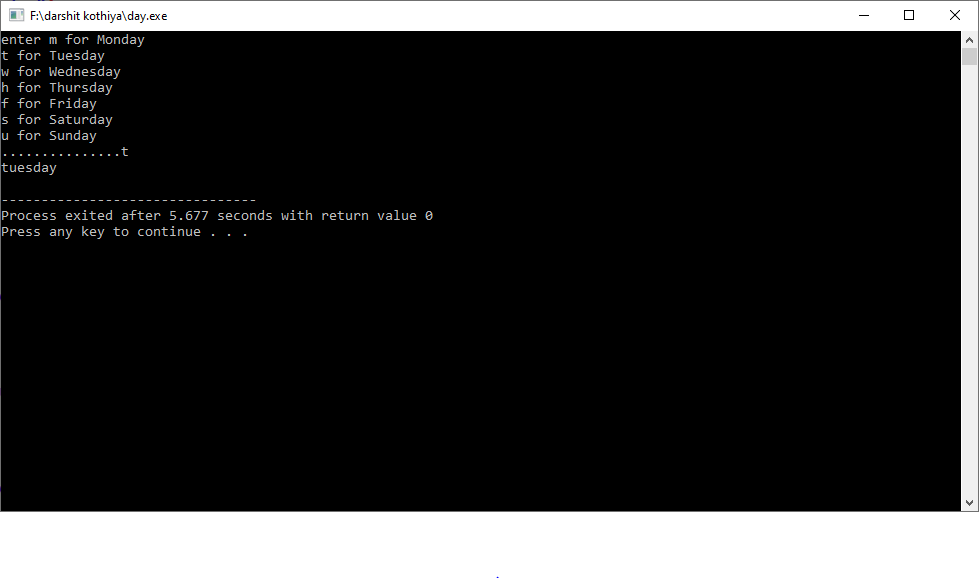 F:\darshit kothiya\day.exe
enter m for Monday
t for Tuesday
w for Wednesday
h for Thursday
f for Friday
s for Saturday
u for Sunday
...............t
tuesday
--------------------------------
Process exited after 5.677 seconds with return value 0
Press any key to continue . . .